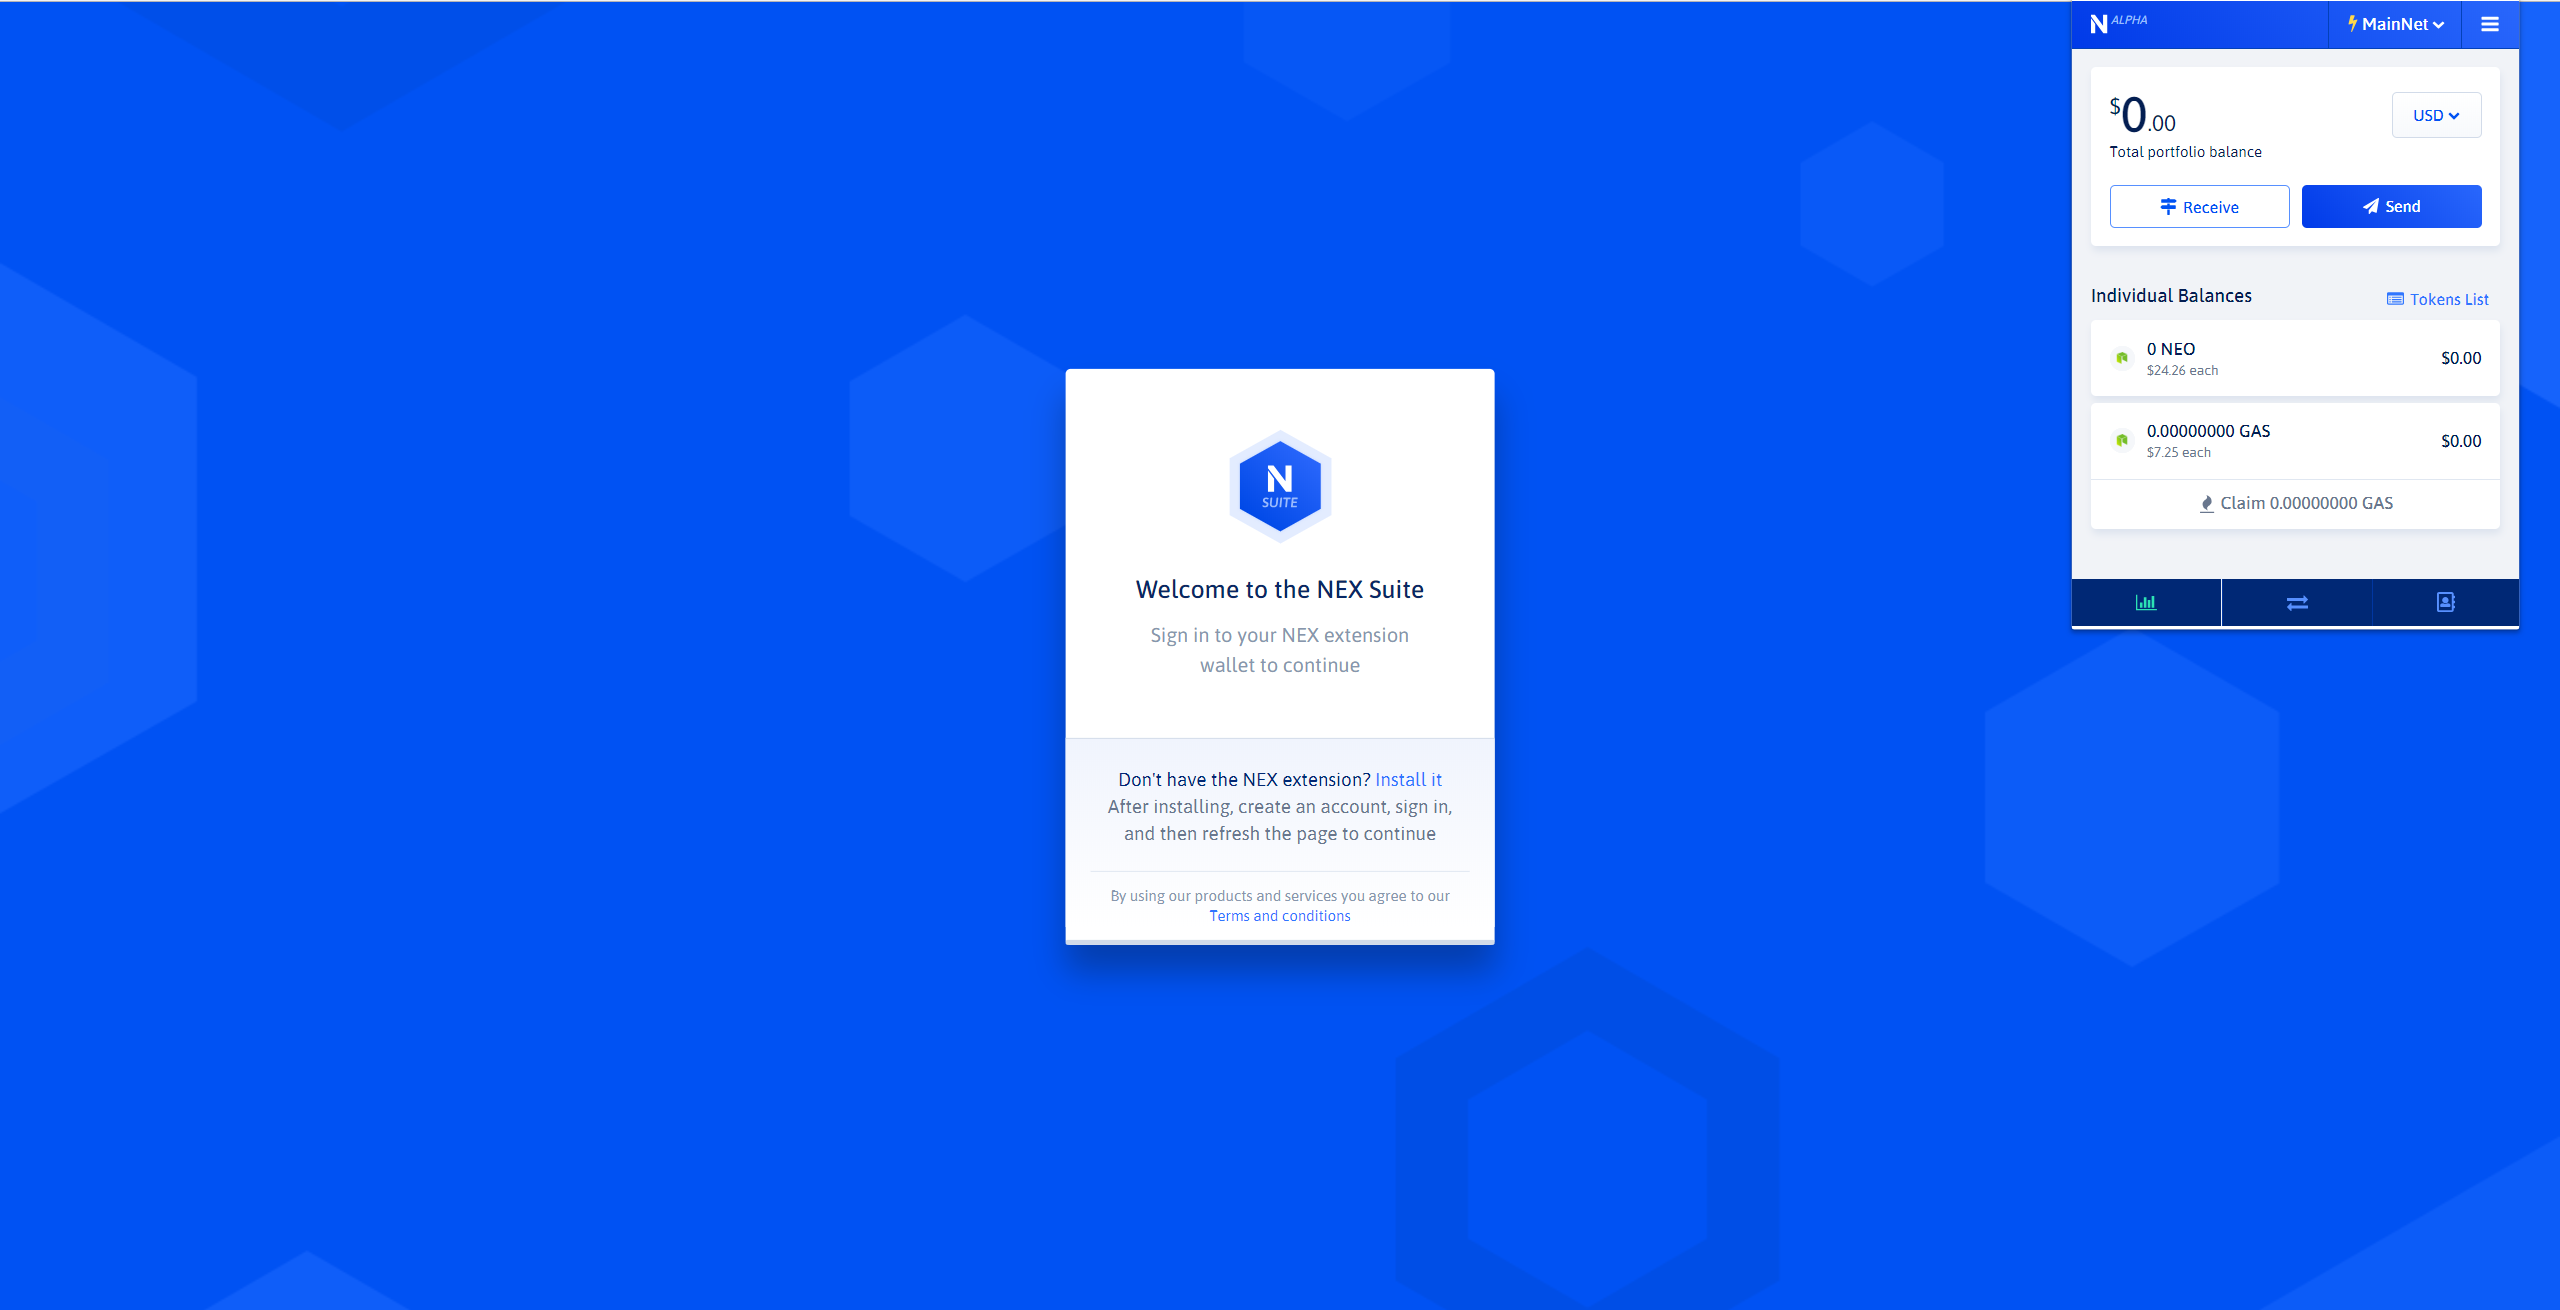 N ALPHA
MainNet
$0.00
USD
Total portfolio balance
Receive
Send
Individual Balances
Tokens List
0 NEO
$24.26 each
$0.00
0.00000000 GAS
$7.25 each
$0.00
Claim 0.00000000 GAS
N
SUITE
Welcome to the NEX Suite
Sign in to your NEX extension
wallet to continue
Don't have the NEX extension? Install it
After installing, create an account, sign in,
and then refresh the page to continue
By using our products and services you agree to our
Terms and conditions